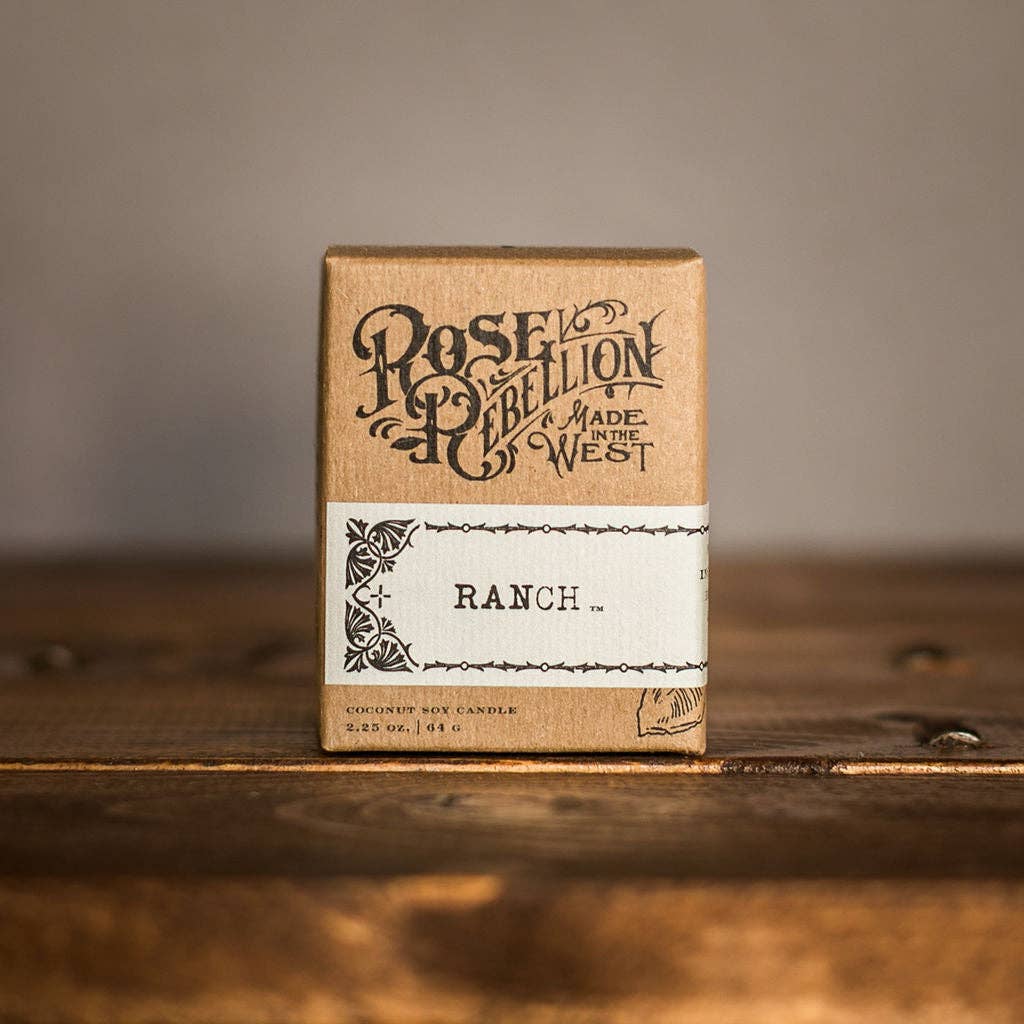 ROSE
REBELLION
MADE
IN THE
WEST
RANCH ™
COCONUT SOY CANDLE
2.25 OZ. | 64 G